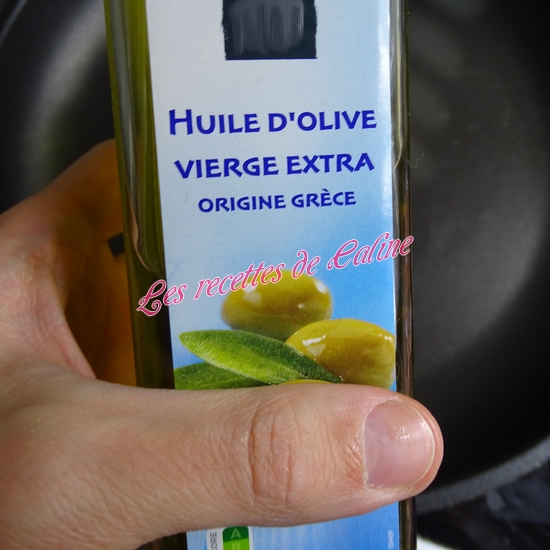 HUILE D'OLIVE
VIERGE EXTRA
ORIGINE GRÈCE
Les recettes de Caline